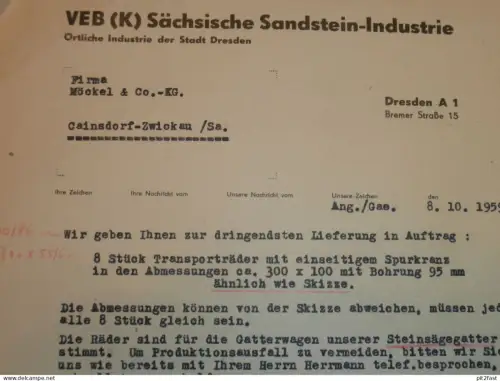 VEB (K) Sächsische Sandstein-Industrie
Örtliche Industrie der Stadt Dresden
Firma
Möckel & Co.-KG.
Cainsdorf-Zwickau /Sa.
Dresden A 1
Bremer Straße 15
Ihre Zeichen Ihre Nachricht vom Unsere Nachricht vom Unsere Zeichen den
Ang./Gae. 8. 10. 1959
Wir geben Ihnen zur dringendsten Lieferung in Auftrag :
8 Stück Transporträder mit einseitigem Spurkranz
in den Abmessungen ca. 300 x 100 mit Bohrung 95 mm
ähnlich wie Skizze.
Die Abmessungen können von der Skizze abweichen, müssen jed
alle 8 Stück gleich sein.
Die Räder sind für die Gatterwagen unserer Steinsägegatter
stimmt. Um Produktionsausfall zu vermeiden, bitten wir Si
uns wie bereits mit Ihrem Herrn Herrmann telef.besprochen,